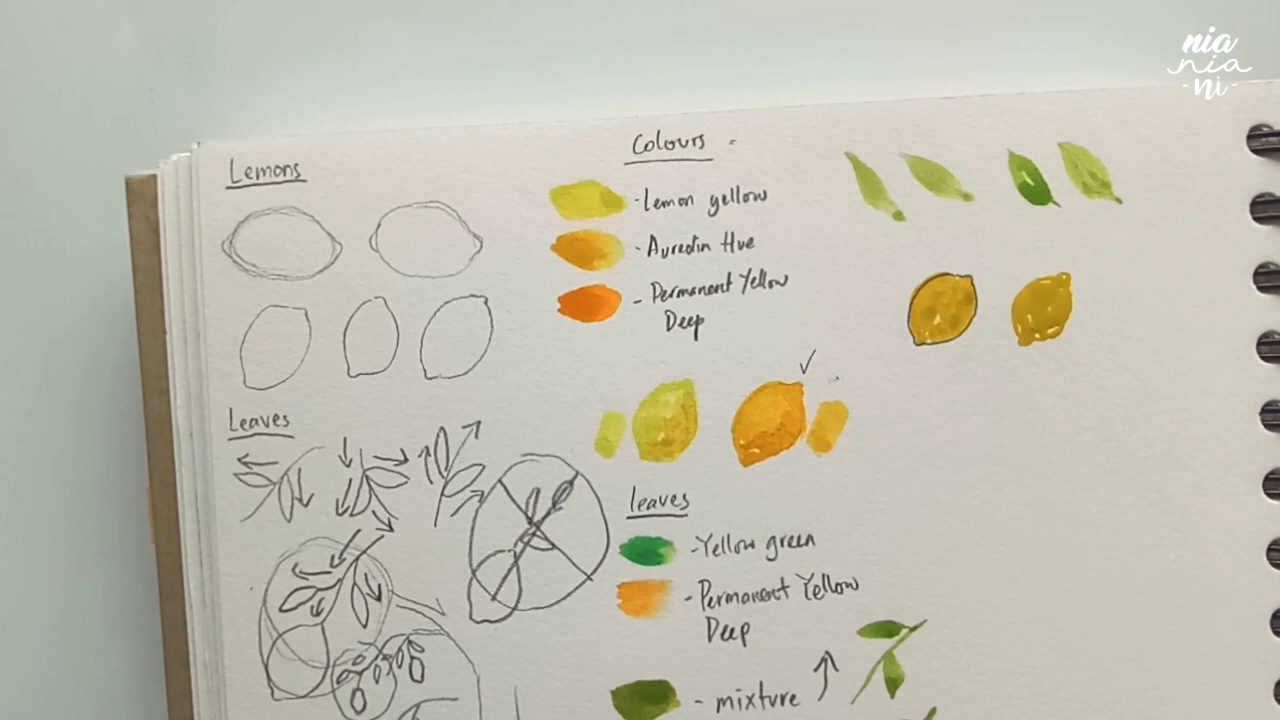 nia
nia
-ni-
Lemons
Colours -
- Lemon yellow
- Aureolin Hue
- Permanent Yellow
Deep
Leaves
leaves
- Yellow green
- Permanent Yellow
Deep
- mixture